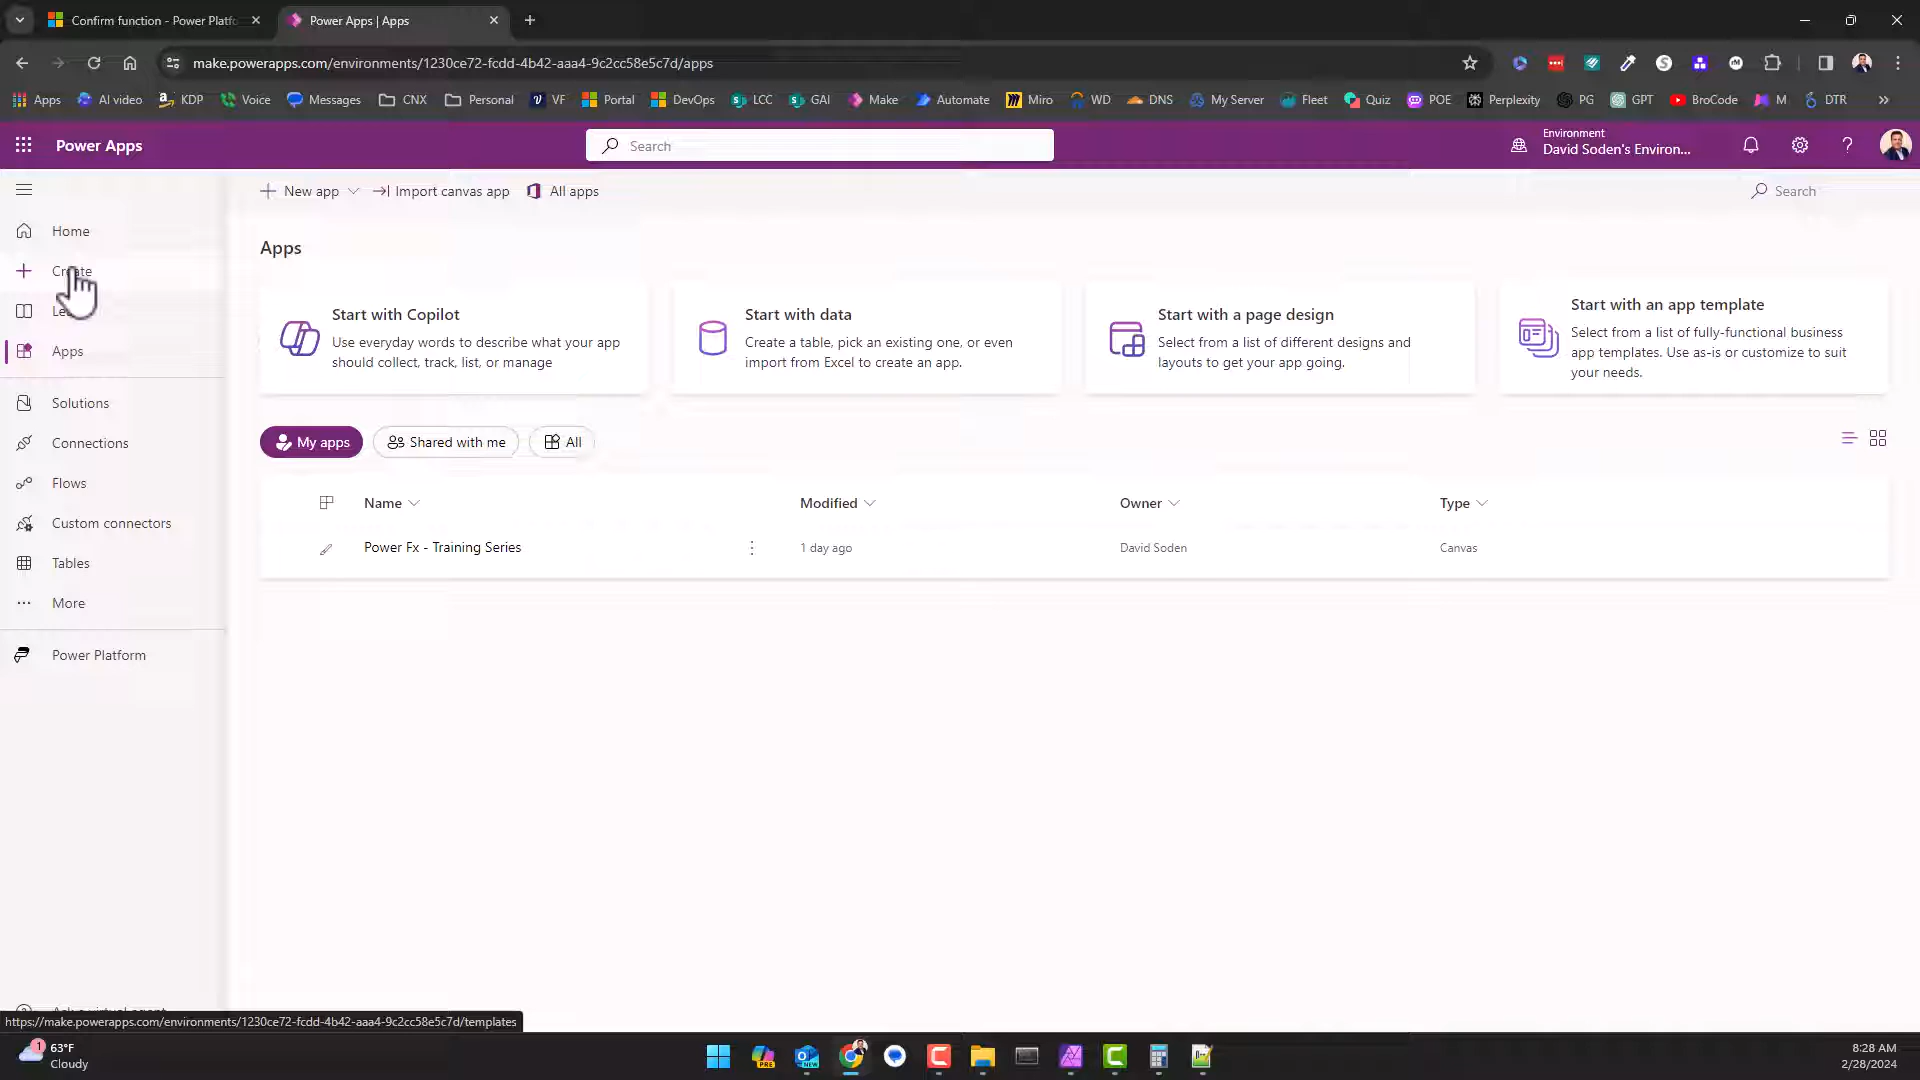 Confirm function - Power Platfo
Power Apps | Apps
make.powerapps.com/environments/1230ce72-fcdd-4b42-aaa4-9c2cc58e5c7d/apps
Apps
AI video
KDP
Voice
Messages
CNX
Personal
VF
Portal
DevOps
LCC
GAI
Make
Automate
Miro
WD
DNS
My Server
Fleet
Quiz
POE
Perplexity
PG
GPT
BroCode
M
DTR
Power Apps
Search
Environment
David Soden's Environ...
New app
Import canvas app
All apps
Search
Home
Create
Apps
Solutions
Connections
Flows
Custom connectors
Tables
More
Power Platform
Apps
Start with Copilot
Use everyday words to describe what your app
should collect, track, list, or manage
Start with data
Create a table, pick an existing one, or even
import from Excel to create an app.
Start with a page design
Select from a list of different designs and
layouts to get your app going.
Start with an app template
Select from a list of fully-functional business
app templates. Use as-is or customize to suit
your needs.
My apps
Shared with me
All
Name
Modified
Owner
Type
Power Fx - Training Series
1 day ago
David Soden
Canvas
https://make.powerapps.com/environments/1230ce72-fcdd-4b42-aaa4-9c2cc58e5c7d/templates
1
63°F
Cloudy
PRE
NEW
8:28 AM
2/28/2024